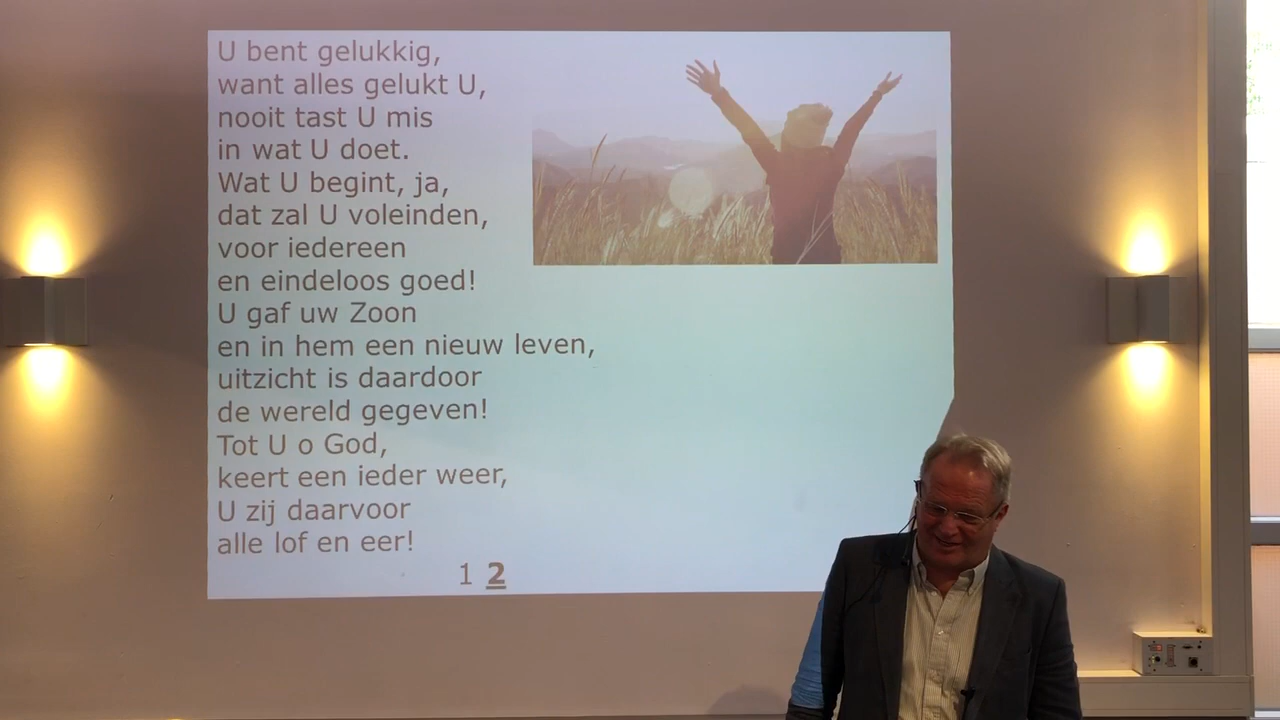 U bent gelukkig,
want alles gelukt U,
nooit tast U mis
in wat U doet.
Wat U begint, ja,
dat zal U voleinden,
voor iedereen
en eindeloos goed!
U gaf uw Zoon
en in hem een nieuw leven,
uitzicht is daardoor
de wereld gegeven!
Tot U o God,
keert een ieder weer,
U zij daarvoor
alle lof en eer!
1 2